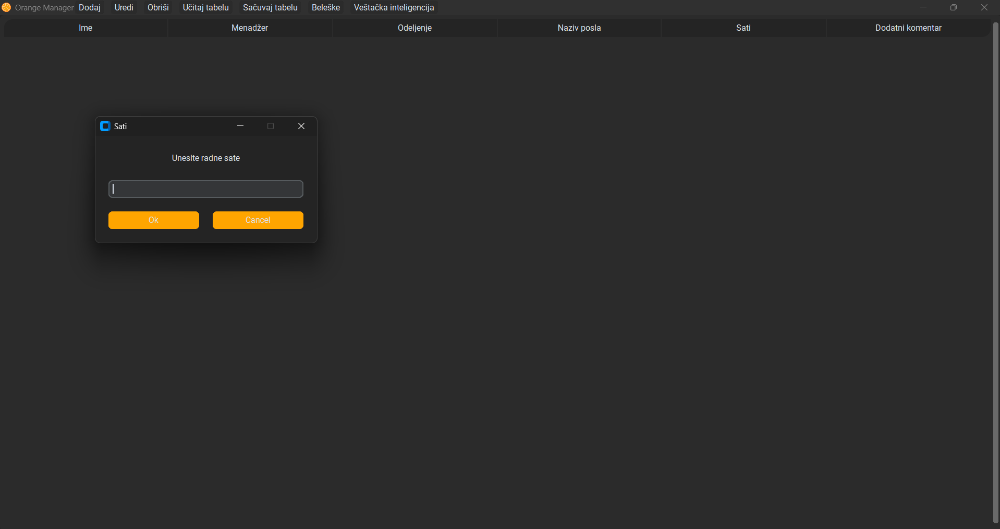 Orange Manager Dodaj Uredi Obriši Učitaj tabelu Sačuvaj tabelu Beleške Veštačka inteligencija
Ime Menadžer Odeljenje Naziv posla Sati Dodatni komentar
Sati
Unesite radne sate
Ok Cancel